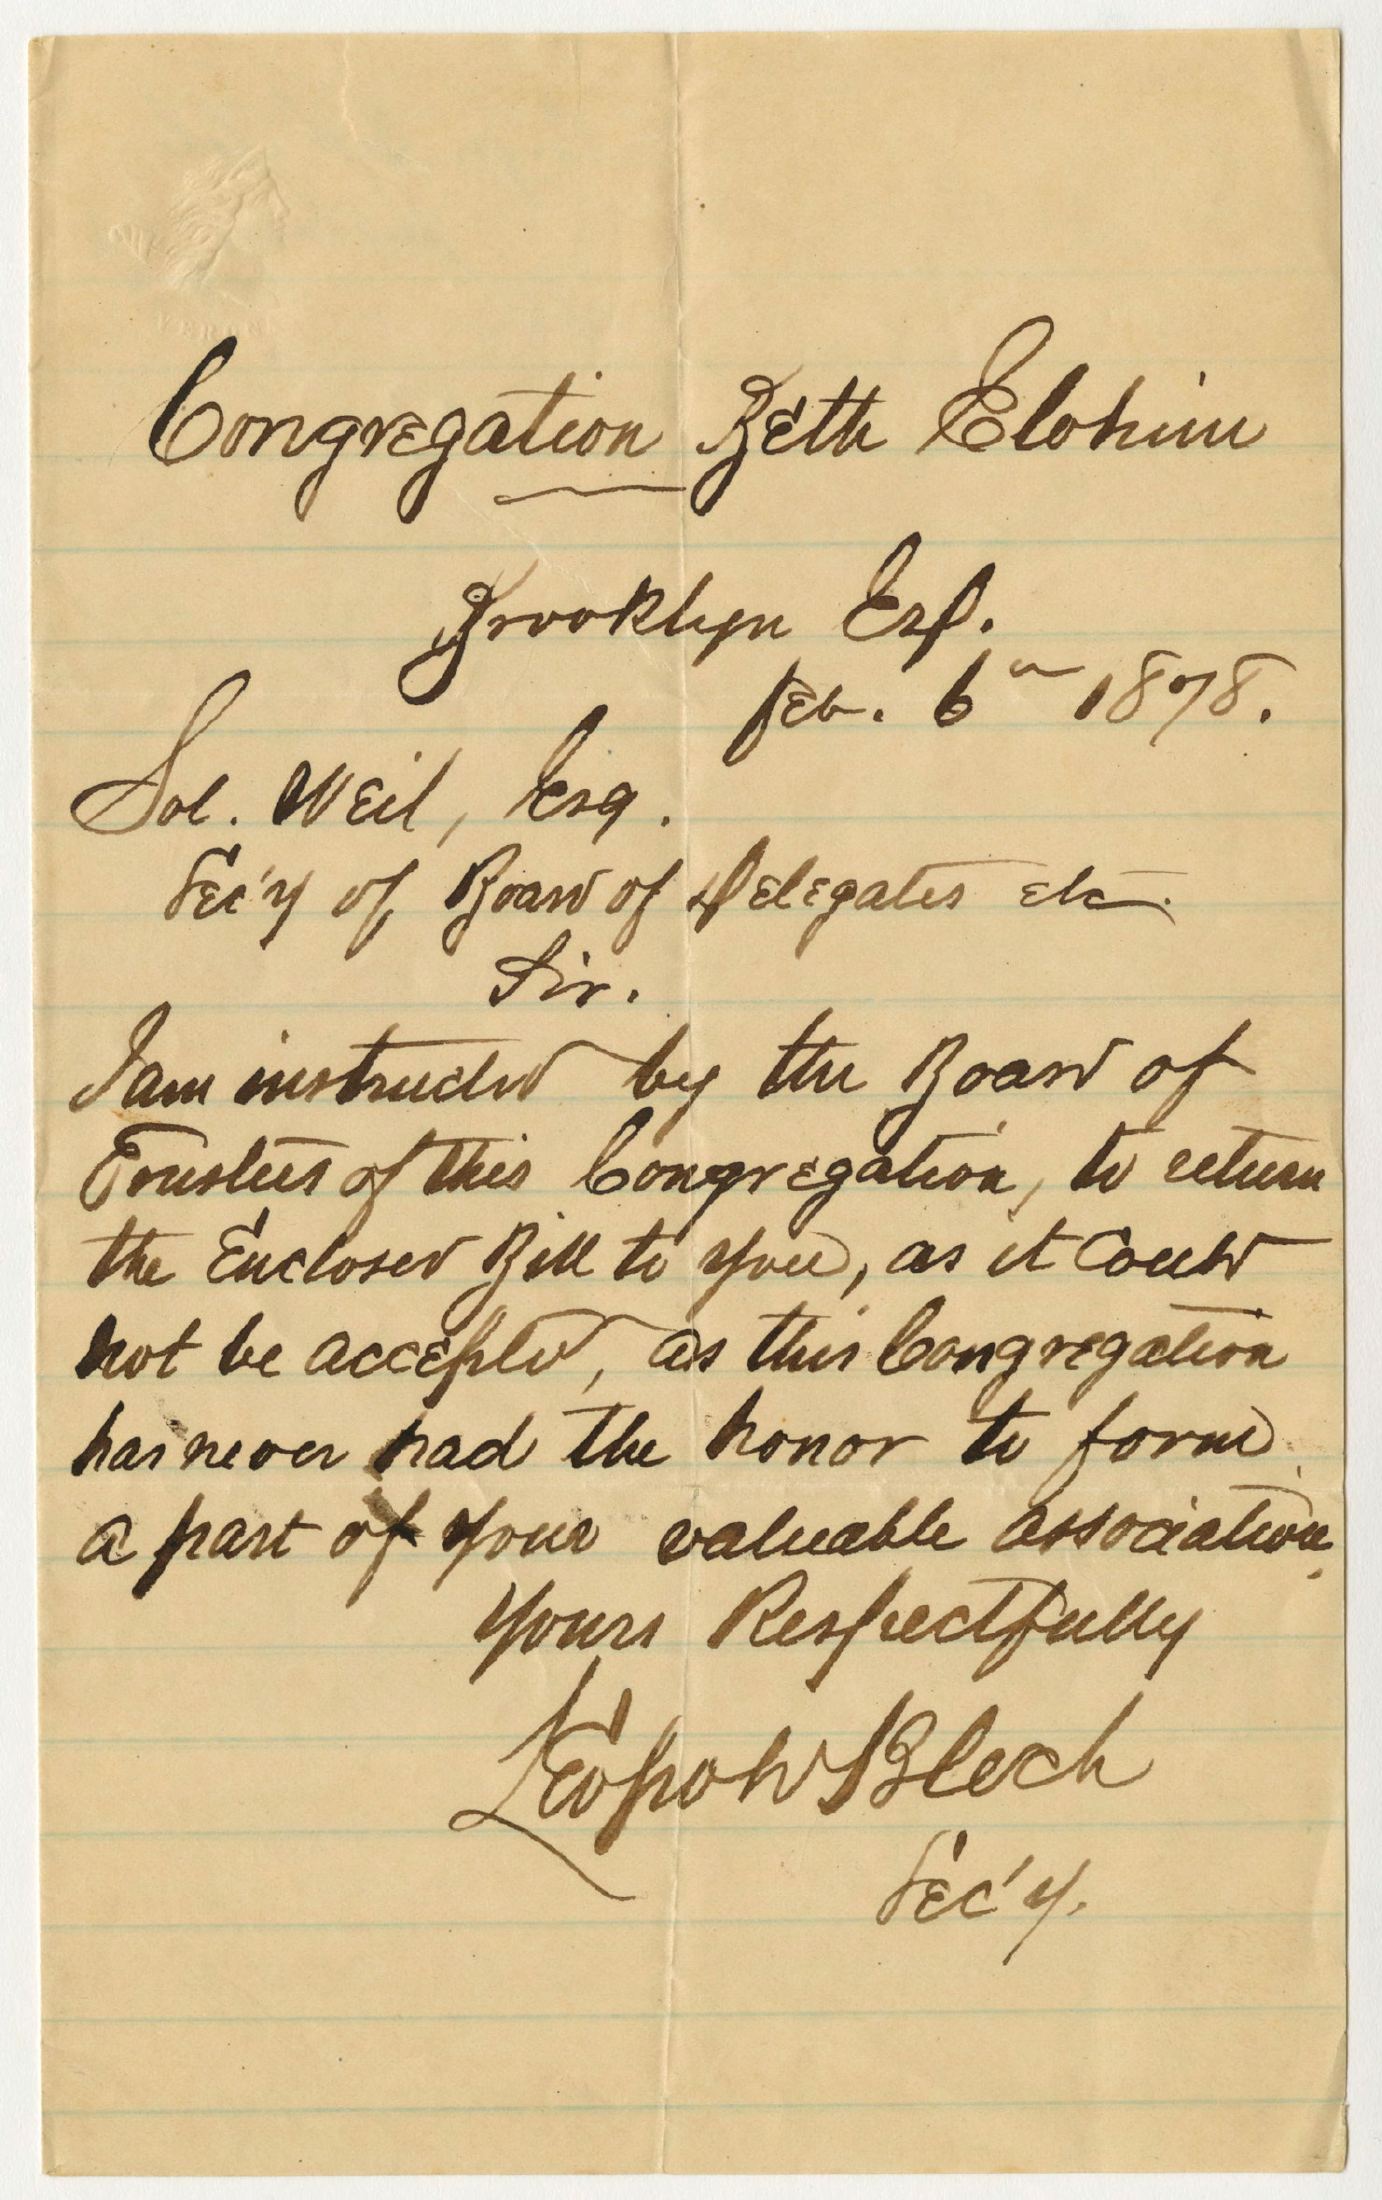 VERONA
Congregation Beth Elohim
Brooklyn Esp.
Feb. 6th 1878.
Sol. Weil, Esq.
Sec'y of Board of Delegates etc.
Sir.
I am instructed by the Board of
Trustees of this Congregation, to return
the Enclosed Bill to you, as it Could
not be accepted, as this Congregation
has never had the honor to form
a part of your valuable association.
Yours Respectfully
Leopold Blech
Sec'y.